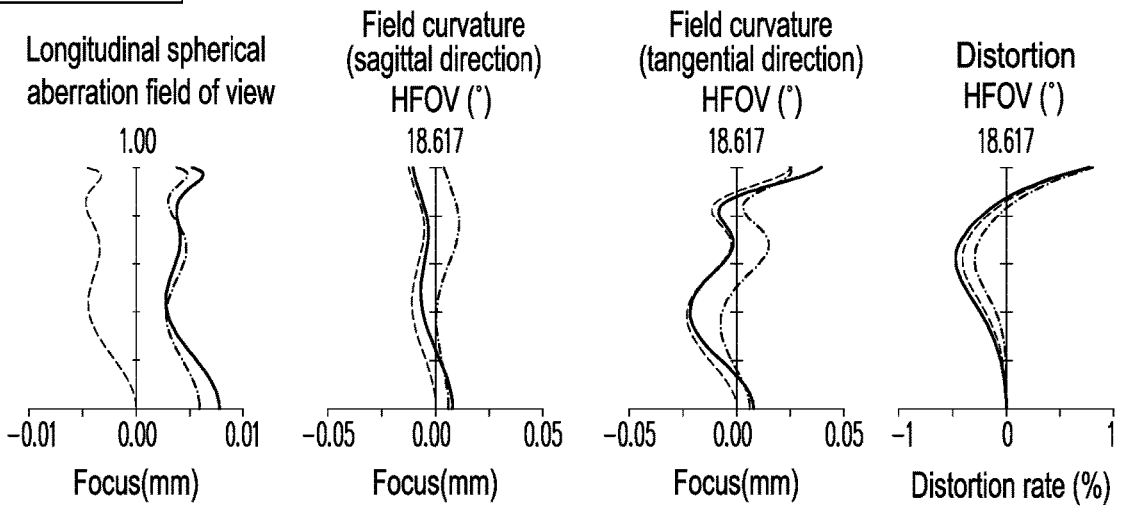 Longitudinal spherical
aberration field of view
1.00
−0.01 0.00 0.01
Focus(mm)
Field curvature
(sagittal direction)
HFOV (°)
18.617
−0.05 0.00 0.05
Focus(mm)
Field curvature
(tangential direction)
HFOV (°)
18.617
−0.05 0.00 0.05
Focus(mm)
Distortion
HFOV (°)
18.617
−1 0 1
Distortion rate (%)